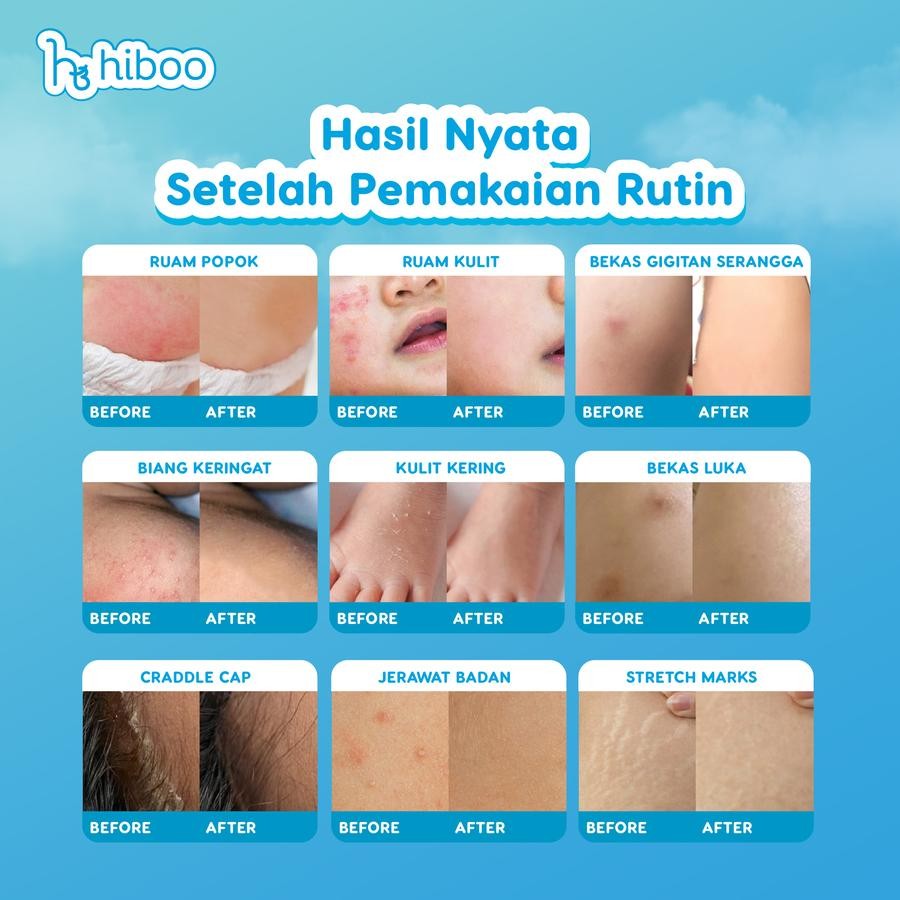 hiboo
Hasil Nyata
Setelah Pemakaian Rutin
RUAM POPOK
BEFORE AFTER
RUAM KULIT
BEFORE AFTER
BEKAS GIGITAN SERANGGA
BEFORE AFTER
BIANG KERINGAT
BEFORE AFTER
KULIT KERING
BEFORE AFTER
BEKAS LUKA
BEFORE AFTER
CRADDLE CAP
BEFORE AFTER
JERAWAT BADAN
BEFORE AFTER
STRETCH MARKS
BEFORE AFTER